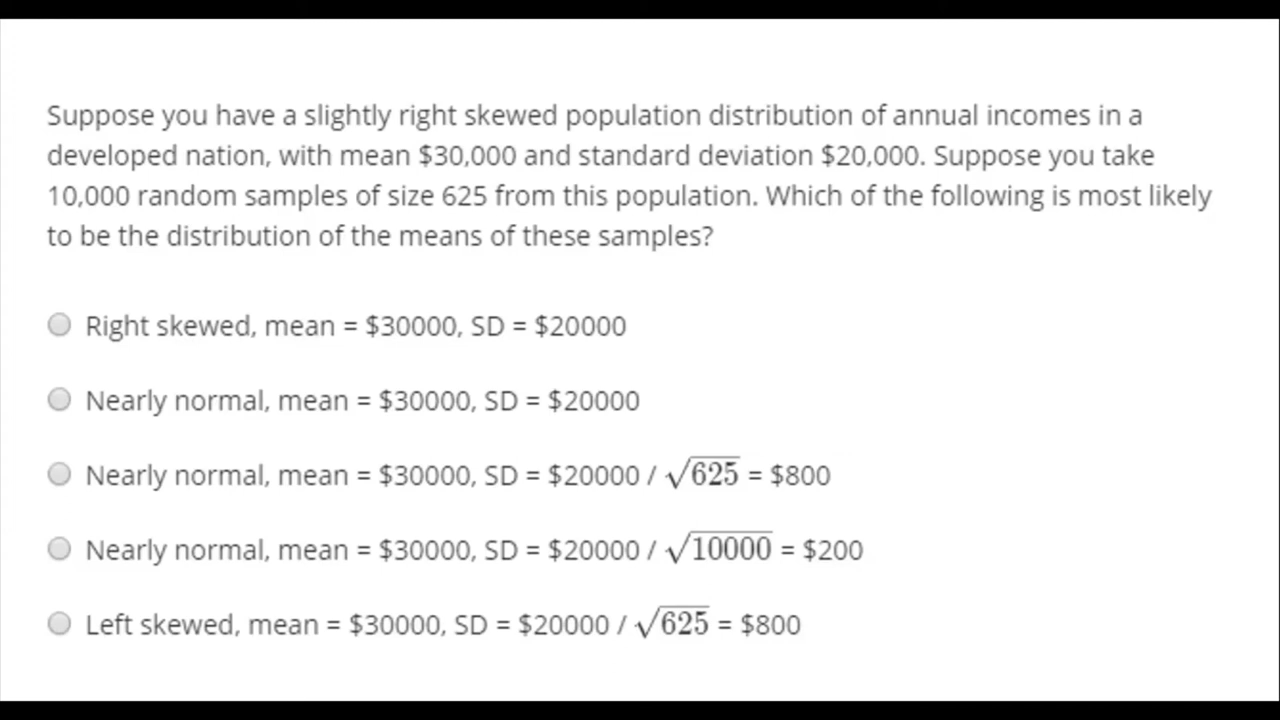 Suppose you have a slightly right skewed population distribution of annual incomes in a
developed nation, with mean $30,000 and standard deviation $20,000. Suppose you take
10,000 random samples of size 625 from this population. Which of the following is most likely
to be the distribution of the means of these samples?
Right skewed, mean = $30000, SD = $20000
Nearly normal, mean = $30000, SD = $20000
Nearly normal, mean = $30000, SD = $20000 / √625 = $800
Nearly normal, mean = $30000, SD = $20000 / √10000 = $200
Left skewed, mean = $30000, SD = $20000 / √625 = $800